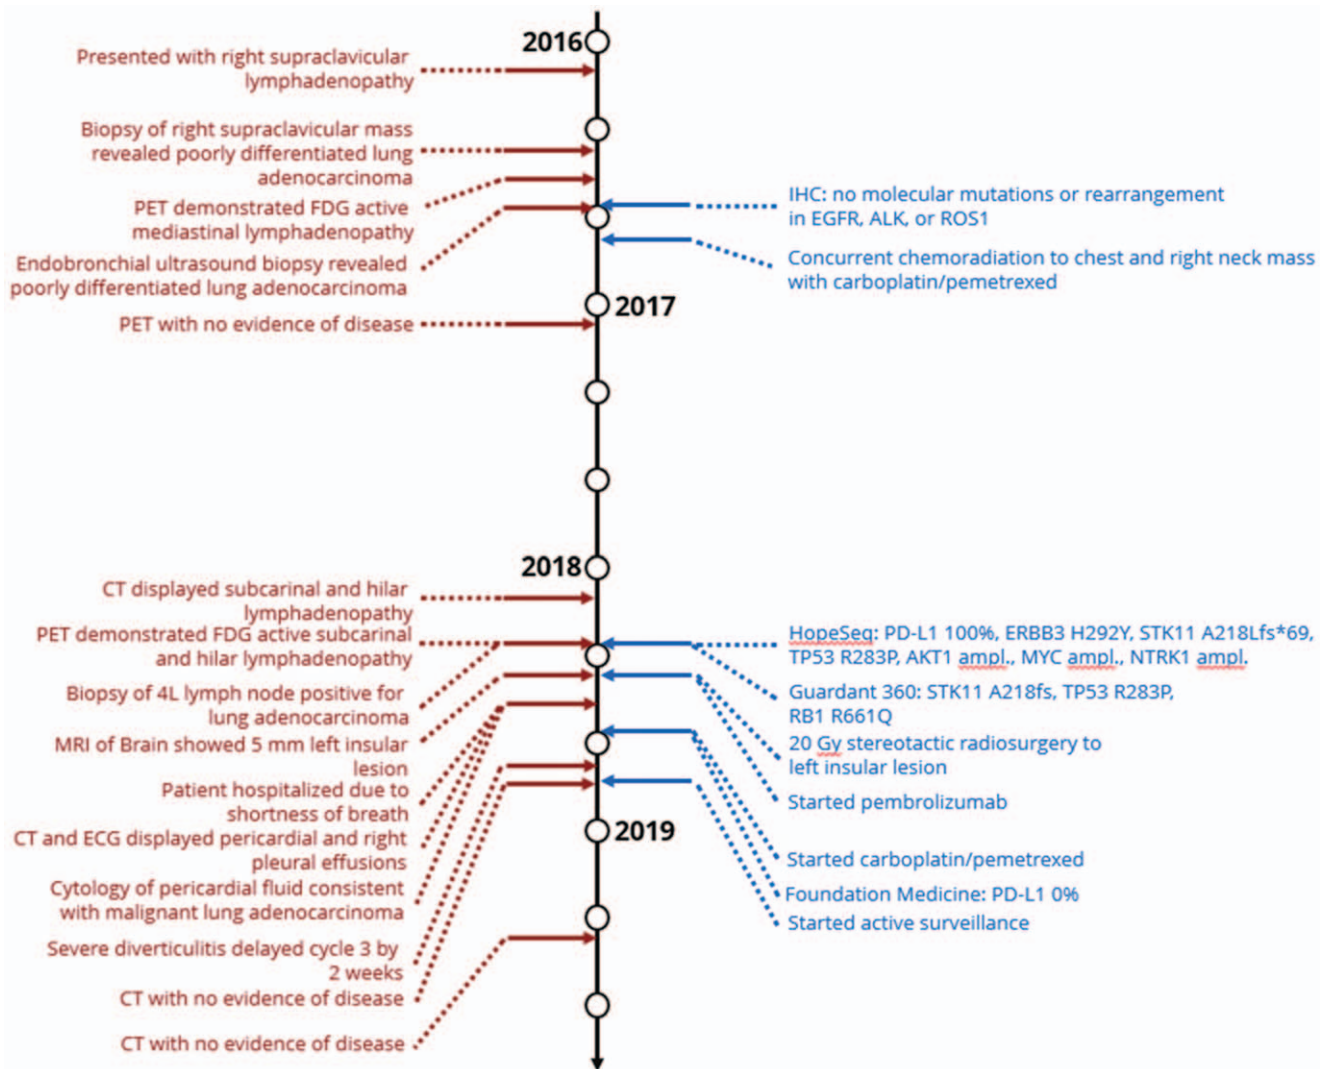 2016
Presented with right supraclavicular
lymphadenopathy
Biopsy of right supraclavicular mass
revealed poorly differentiated lung
adenocarcinoma
PET demonstrated FDG active
mediastinal lymphadenopathy
Endobronchial ultrasound biopsy revealed
poorly differentiated lung adenocarcinoma
IHC: no molecular mutations or rearrangement
in EGFR, ALK, or ROS1
Concurrent chemoradiation to chest and right neck mass
with carboplatin/pemetrexed
2017
PET with no evidence of disease
2018
CT displayed subcarinal and hilar
lymphadenopathy
PET demonstrated FDG active subcarinal
and hilar lymphadenopathy
Biopsy of 4L lymph node positive for
lung adenocarcinoma
MRI of Brain showed 5 mm left insular
lesion
Patient hospitalized due to
shortness of breath
CT and ECG displayed pericardial and right
pleural effusions
Cytology of pericardial fluid consistent
with malignant lung adenocarcinoma
Severe diverticulitis delayed cycle 3 by
2 weeks
CT with no evidence of disease
CT with no evidence of disease
HopeSeq: PD-L1 100%, ERBB3 H292Y, STK11 A218Lfs*69,
TP53 R283P, AKT1 ampl., MYC ampl., NTRK1 ampl.
Guardant 360: STK11 A218fs, TP53 R283P,
RB1 R661Q
20 Gy stereotactic radiosurgery to
left insular lesion
Started pembrolizumab
2019
Started carboplatin/pemetrexed
Foundation Medicine: PD-L1 0%
Started active surveillance